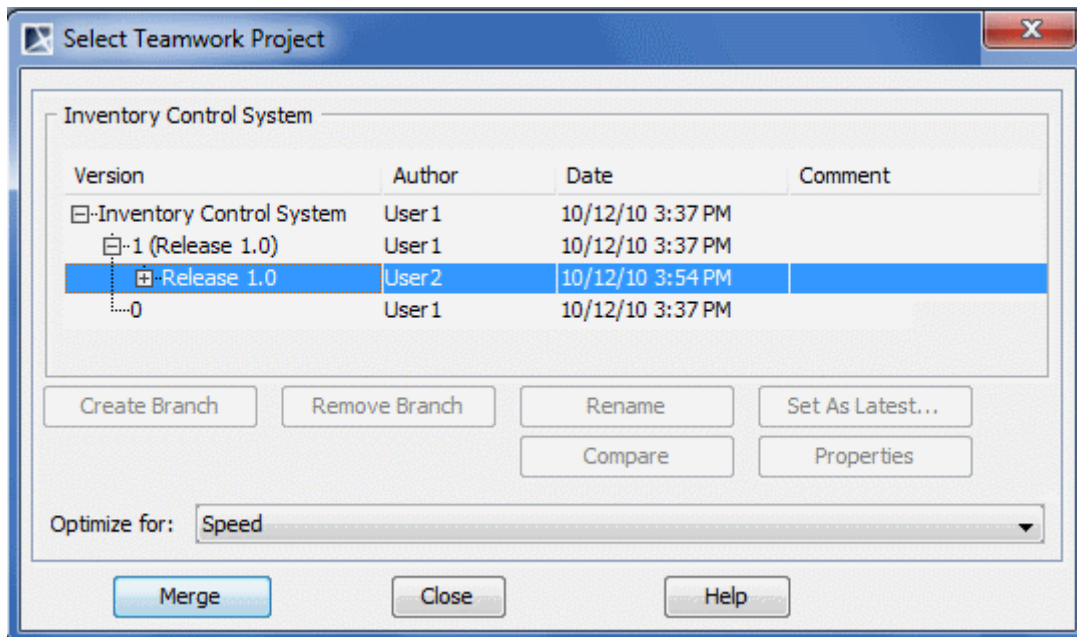 Select Teamwork Project
Inventory Control System
Version Author Date Comment
Inventory Control System User1 10/12/10 3:37 PM
1 (Release 1.0) User1 10/12/10 3:37 PM
Release 1.0 User2 10/12/10 3:54 PM
0 User1 10/12/10 3:37 PM
Create Branch Remove Branch Rename Set As Latest...
Compare Properties
Optimize for: Speed
Merge Close Help